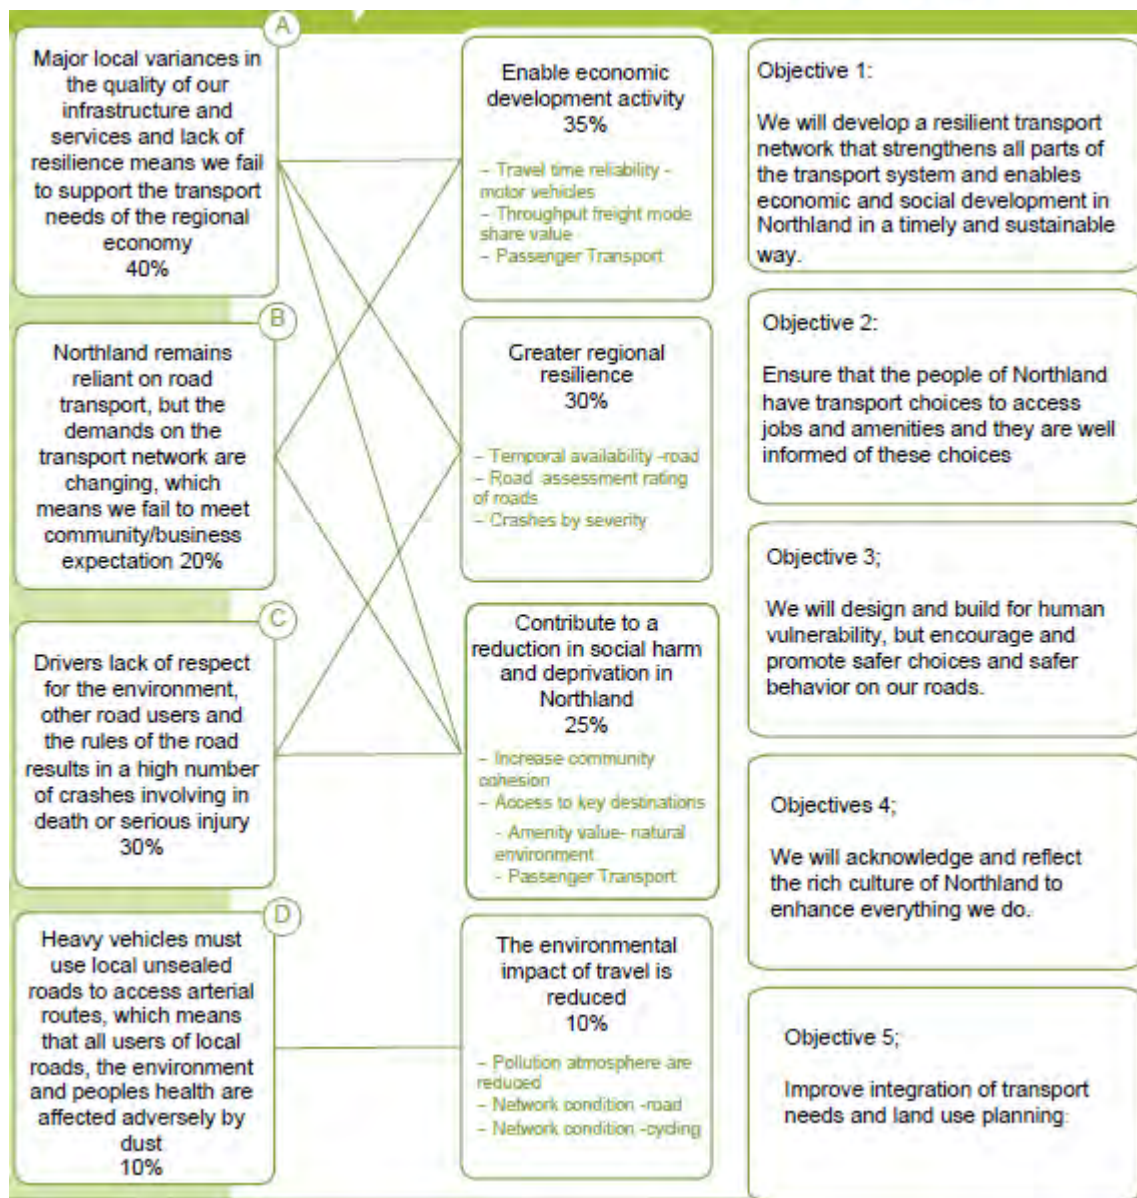 A
Major local variances in
the quality of our
infrastructure and
services and lack of
resilience means we fail
to support the transport
needs of the regional
economy
40%
B
Northland remains
reliant on road
transport, but the
demands on the
transport network are
changing, which
means we fail to meet
community/business
expectation 20%
C
Drivers lack of respect
for the environment,
other road users and
the rules of the road
results in a high number
of crashes involving in
death or serious injury
30%
D
Heavy vehicles must
use local unsealed
roads to access arterial
routes, which means
that all users of local
roads, the environment
and peoples health are
affected adversely by
dust
10%
Enable economic
development activity
35%
– Travel time reliability -
motor vehicles
– Throughput freight mode
share value
– Passenger Transport
Greater regional
resilience
30%
– Temporal availability -road
– Road assessment rating
of roads
– Crashes by severity
Contribute to a
reduction in social harm
and deprivation in
Northland
25%
– Increase community
cohesion
– Access to key destinations
- Amenity value- natural
environment
- Passenger Transport
The environmental
impact of travel is
reduced
10%
– Pollution atmosphere are
reduced
– Network condition -road
– Network condition -cycling
Objective 1:
We will develop a resilient transport
network that strengthens all parts of
the transport system and enables
economic and social development in
Northland in a timely and sustainable
way.
Objective 2:
Ensure that the people of Northland
have transport choices to access
jobs and amenities and they are well
informed of these choices
Objective 3;
We will design and build for human
vulnerability, but encourage and
promote safer choices and safer
behavior on our roads.
Objectives 4;
We will acknowledge and reflect
the rich culture of Northland to
enhance everything we do.
Objective 5;
Improve integration of transport
needs and land use planning